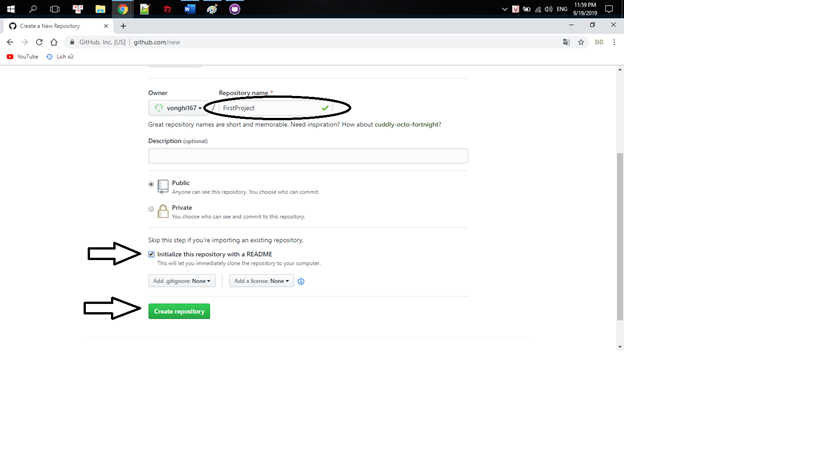 11:59 PM
ENG
9/19/2019
Create a New Repository
GitHub, Inc. [US] | github.com/new
YouTube Lịch sử
Owner Repository name *
vonghi167 / FirstProject
Great repository names are short and memorable. Need inspiration? How about cuddly-octo-fortnight?
Description (optional)
Public
Anyone can see this repository. You choose who can commit.
Private
You choose who can see and commit to this repository.
Skip this step if you're importing an existing repository.
Initialize this repository with a README
This will let you immediately clone the repository to your computer.
Add .gitignore: None Add a license: None
Create repository